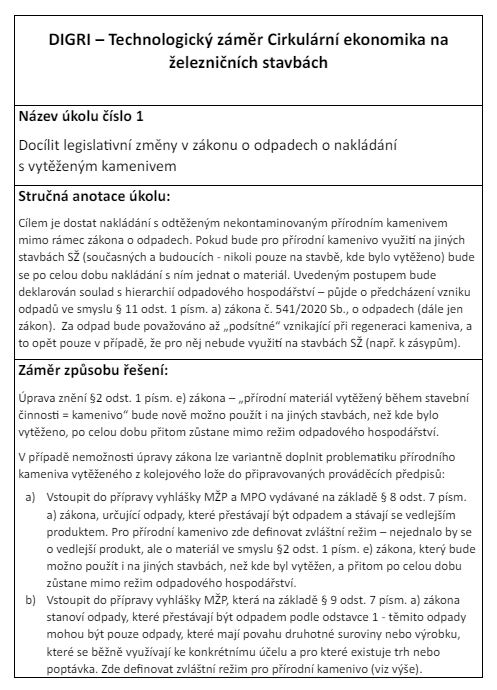 DIGRI – Technologický záměr Cirkulární ekonomika na
železničních stavbách
Název úkolu číslo 1
Docílit legislativní změny v zákonu o odpadech o nakládání
s vytěženým kamenivem
Stručná anotace úkolu:
Cílem je dostat nakládání s odtěženým nekontaminovaným přírodním kamenivem
mimo rámec zákona o odpadech. Pokud bude pro přírodní kamenivo využití na jiných
stavbách SŽ (současných a budoucích - nikoli pouze na stavbě, kde bylo vytěženo) bude
se po celou dobu nakládání s ním jednat o materiál. Uvedeným postupem bude
deklarován soulad s hierarchií odpadového hospodářství – půjde o předcházení vzniku
odpadů ve smyslu § 11 odst. 1 písm. a) zákona č. 541/2020 Sb., o odpadech (dále jen
zákon). Za odpad bude považováno až „podsítné“ vznikající při regeneraci kameniva, a
to opět pouze v případě, že pro něj nebude využití na stavbách SŽ (např. k zásypům).
Záměr způsobu řešení:
Úprava znění §2 odst. 1 písm. e) zákona – „přírodní materiál vytěžený během stavební
činnosti = kamenivo“ bude nově možno použít i na jiných stavbách, než kde bylo
vytěženo, po celou dobu přitom zůstane mimo režim odpadového hospodářství.
V případě nemožnosti úpravy zákona lze variantně doplnit problematiku přírodního
kameniva vytěženého z kolejového lože do připravovaných prováděcích předpisů:
a) Vstoupit do přípravy vyhlášky MŽP a MPO vydávané na základě § 8 odst. 7 písm.
a) zákona, určující odpady, které přestávají být odpadem a stávají se vedlejším
produktem. Pro přírodní kamenivo zde definovat zvláštní režim – nejednalo by se
o vedlejší produkt, ale o materiál ve smyslu §2 odst. 1 písm. e) zákona, který bude
možno použít i na jiných stavbách, než kde byl vytěžen, a přitom po celou dobu
zůstane mimo režim odpadového hospodářství.
b) Vstoupit do přípravy vyhlášky MŽP, která na základě § 9 odst. 7 písm. a) zákona
stanoví odpady, které přestávají být odpadem podle odstavce 1 - těmito odpady
mohou být pouze odpady, které mají povahu druhotné suroviny nebo výrobku,
které se běžně využívají ke konkrétnímu účelu a pro které existuje trh nebo
poptávka. Zde definovat zvláštní režim pro přírodní kamenivo (viz výše).